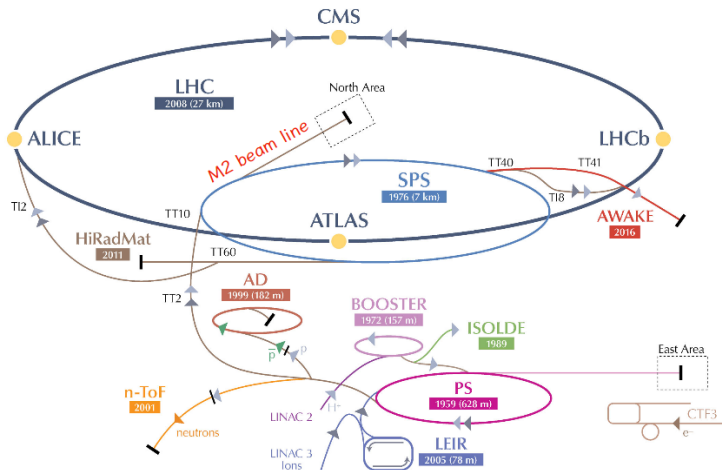 CMS
LHC
2008 (27 km)
North Area
ALICE
LHCb
M2 beam line
TT40
TT41
SPS
1976 (7 km)
TI8
TI2
TT10
AWAKE
2016
ATLAS
HiRadMat
2011
TT60
AD
1999 (182 m)
TT2
BOOSTER
1972 (157 m)
ISOLDE
1989
p
p̅
East Area
n-ToF
2001
PS
1959 (628 m)
H⁺
LINAC 2
neutrons
CTF3
e⁻
LEIR
2005 (78 m)
LINAC 3
Ions